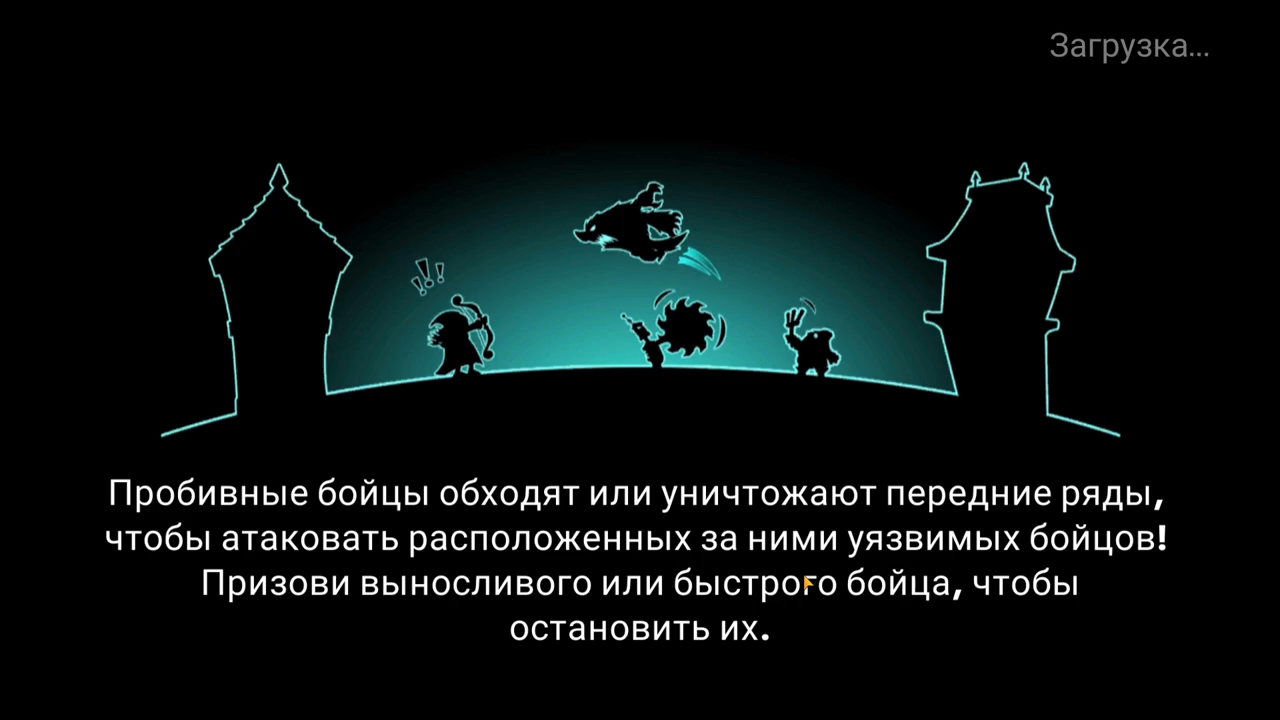 Загрузка...
Пробивные бойцы обходят или уничтожают передние ряды,
чтобы атаковать расположенных за ними уязвимых бойцов!
Призови выносливого или быстрого бойца, чтобы
остановить их.